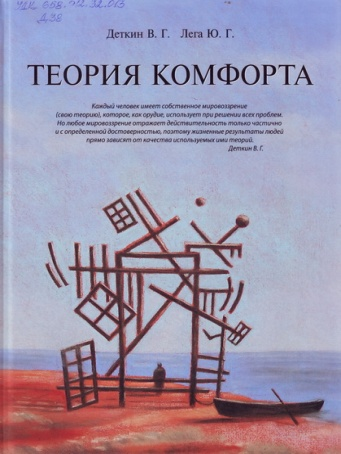 Деткин В. Г. Лега Ю. Г.
ТЕОРИЯ КОМФОРТА
Каждый человек имеет собственное мировоззрение
(свою теорию), которое, как орудие, использует при решении всех проблем.
Но любое мировоззрение отражает действительность только частично
и с определенной достоверностью, поэтому жизненные результаты людей
прямо зависят от качества используемых ими теорий.
Деткин В. Г.